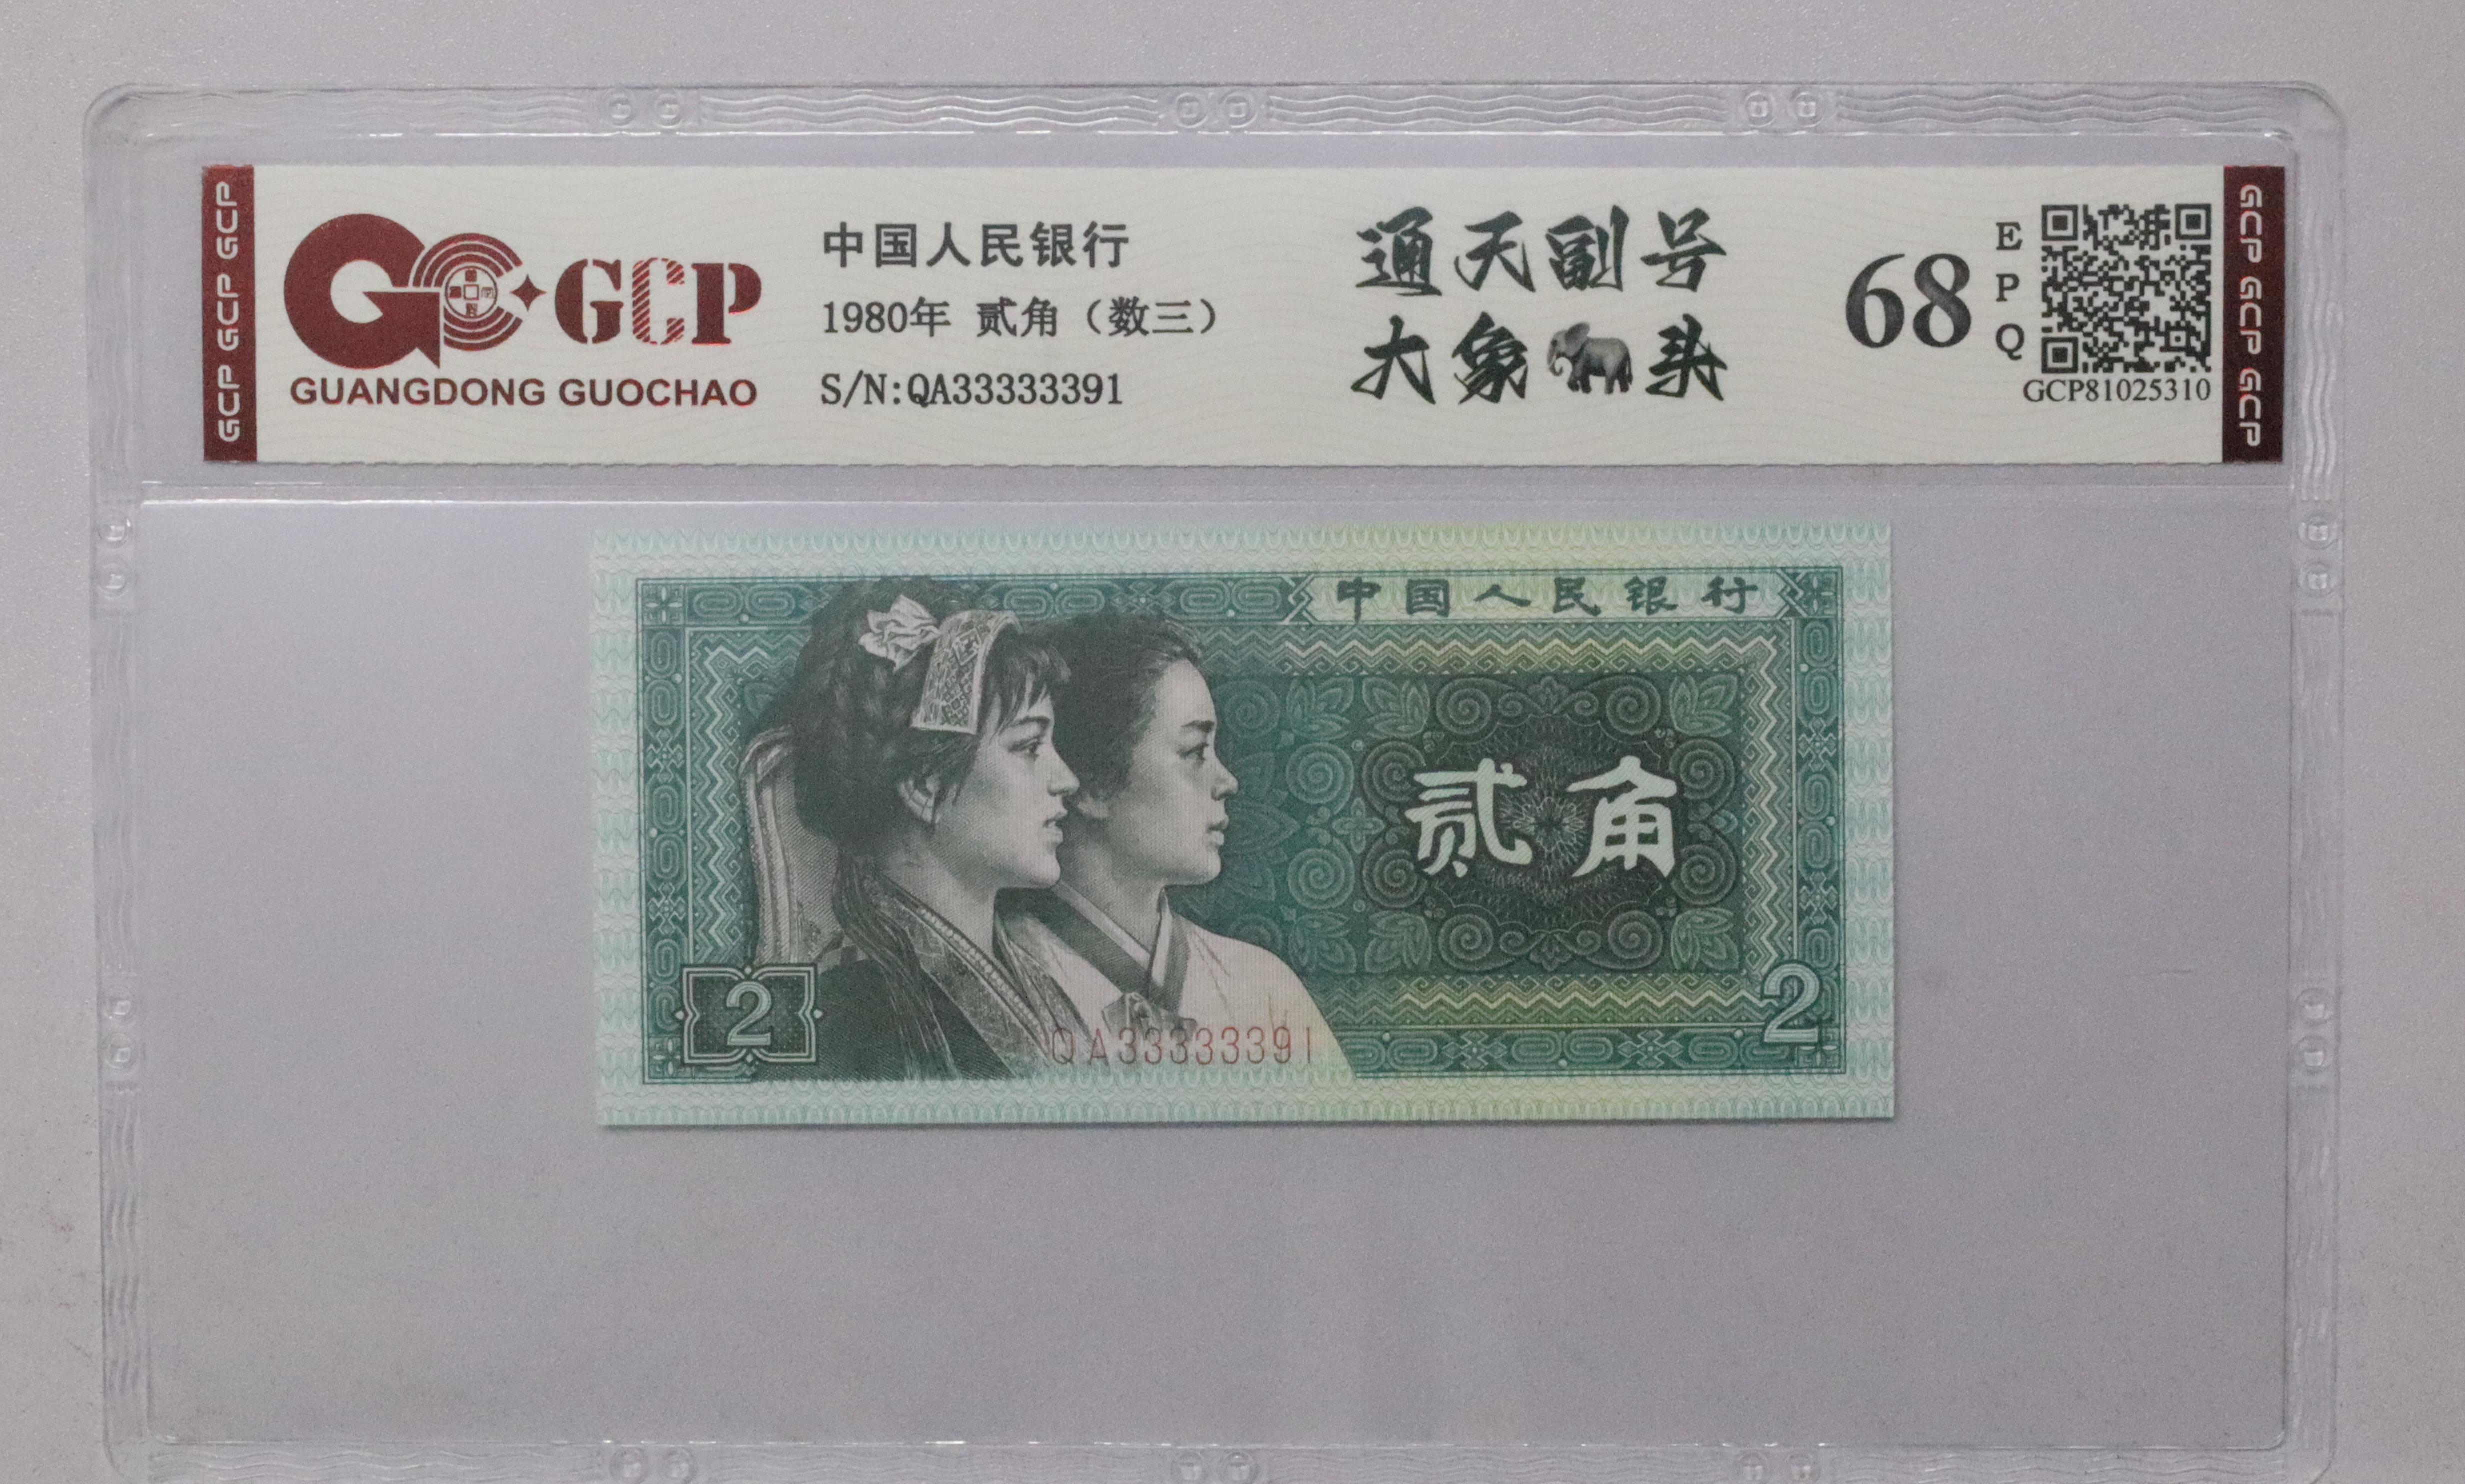 GCP GCP GCP
GCP
GUANGDONG GUOCHAO
中国人民银行
1980年 贰角（数三）
S/N:QA33333391
通天副号
大象头
68
EPQ
GCP81025310
GCP GCP GCP
中国人民银行
贰角
2
QA33333391
2